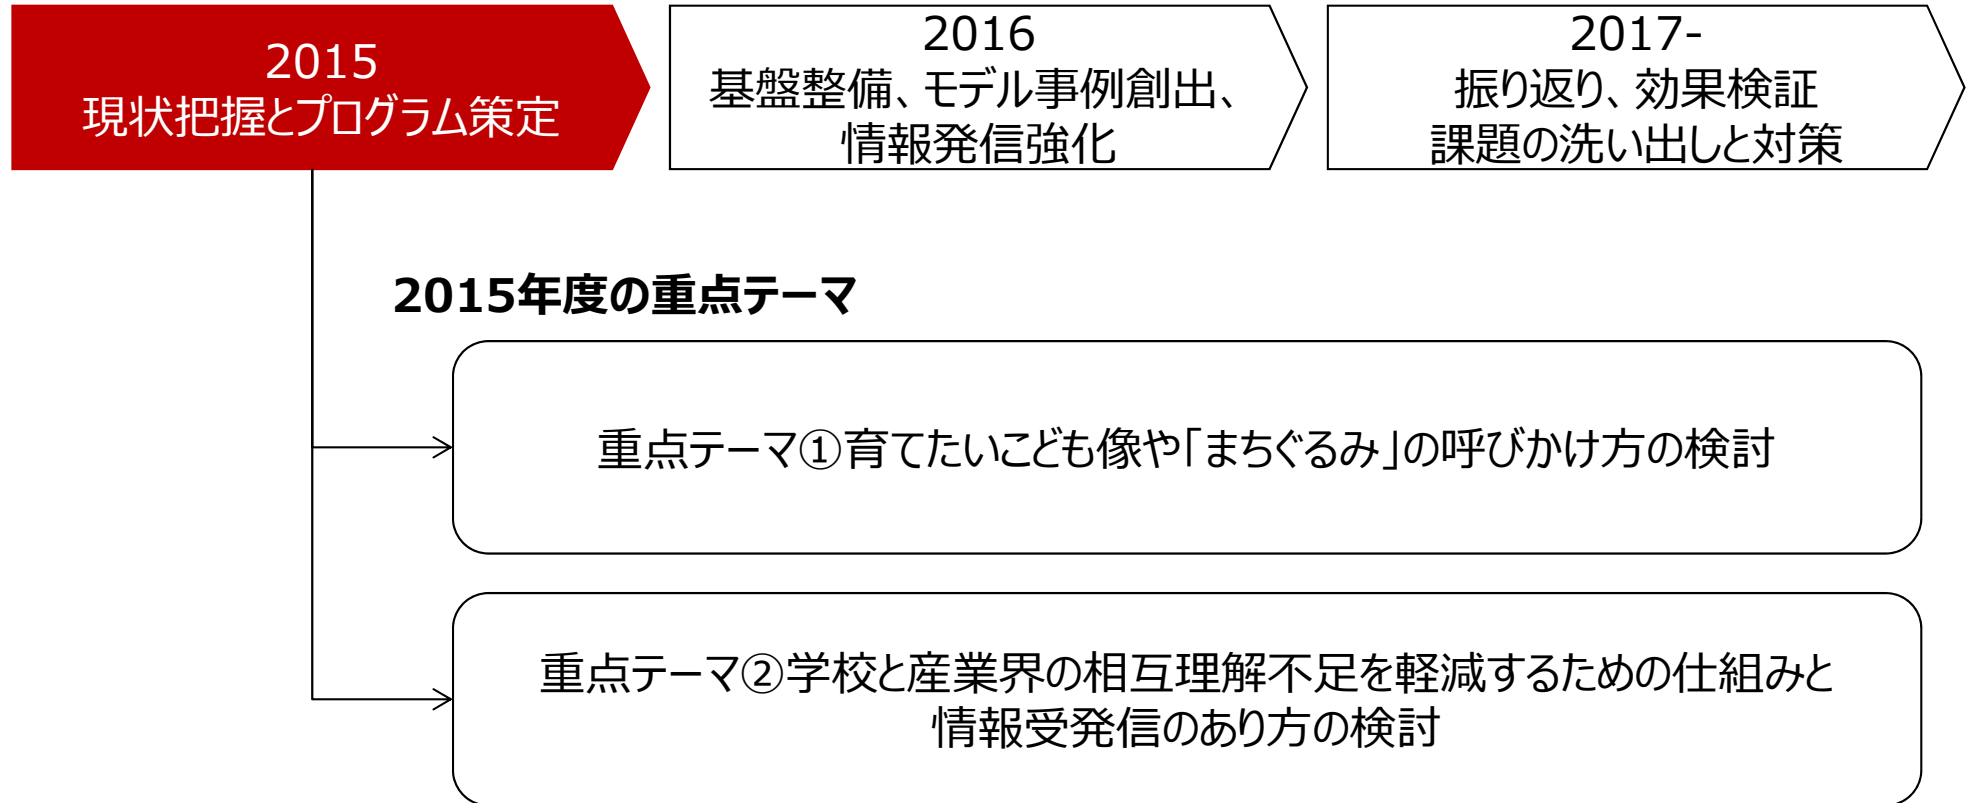 2015
現状把握とプログラム策定
2016
基盤整備、モデル事例創出、
情報発信強化
2017-
振り返り、効果検証
課題の洗い出しと対策
2015年度の重点テーマ
重点テーマ①育てたいこども像や「まちぐるみ」の呼びかけ方の検討
重点テーマ②学校と産業界の相互理解不足を軽減するための仕組みと
情報受発信のあり方の検討